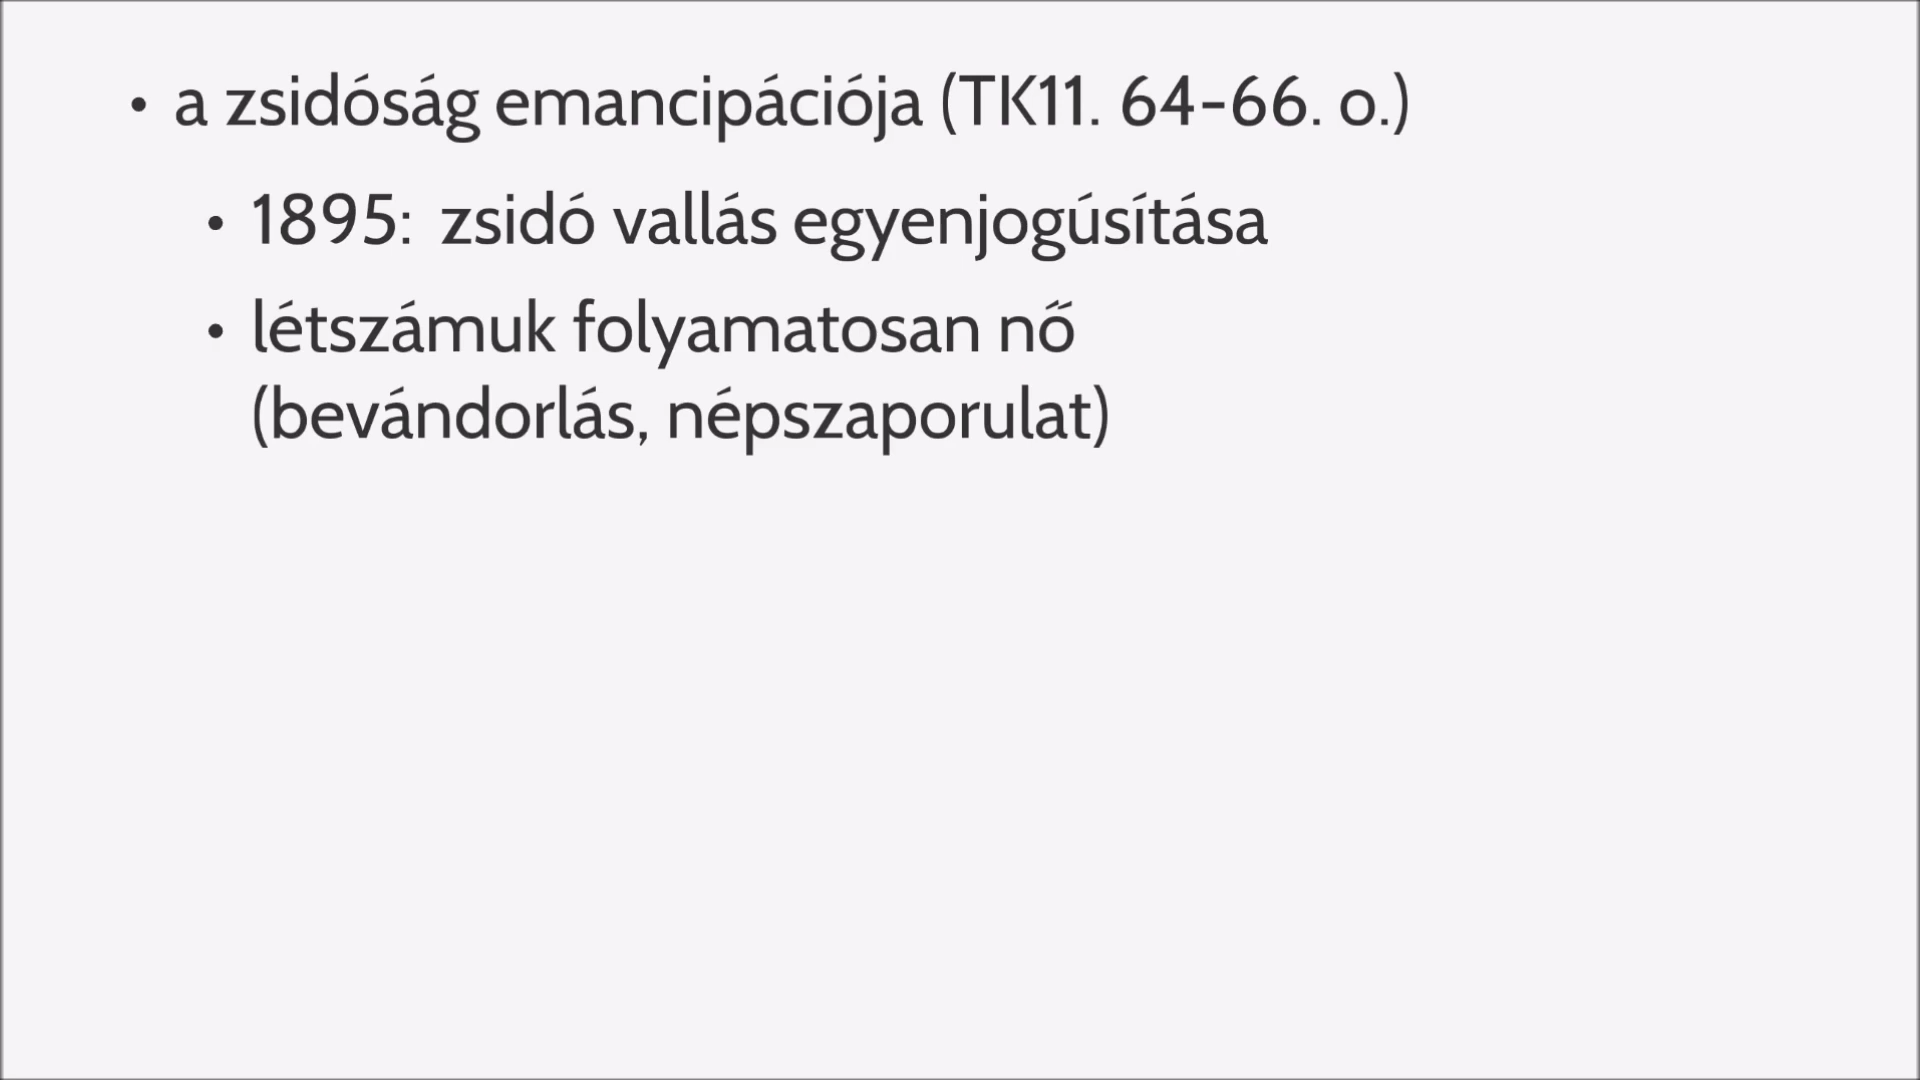 • a zsidóság emancipációja (TK11. 64-66. o.)
• 1895: zsidó vallás egyenjogúsítása
• létszámuk folyamatosan nő
(bevándorlás, népszaporulat)